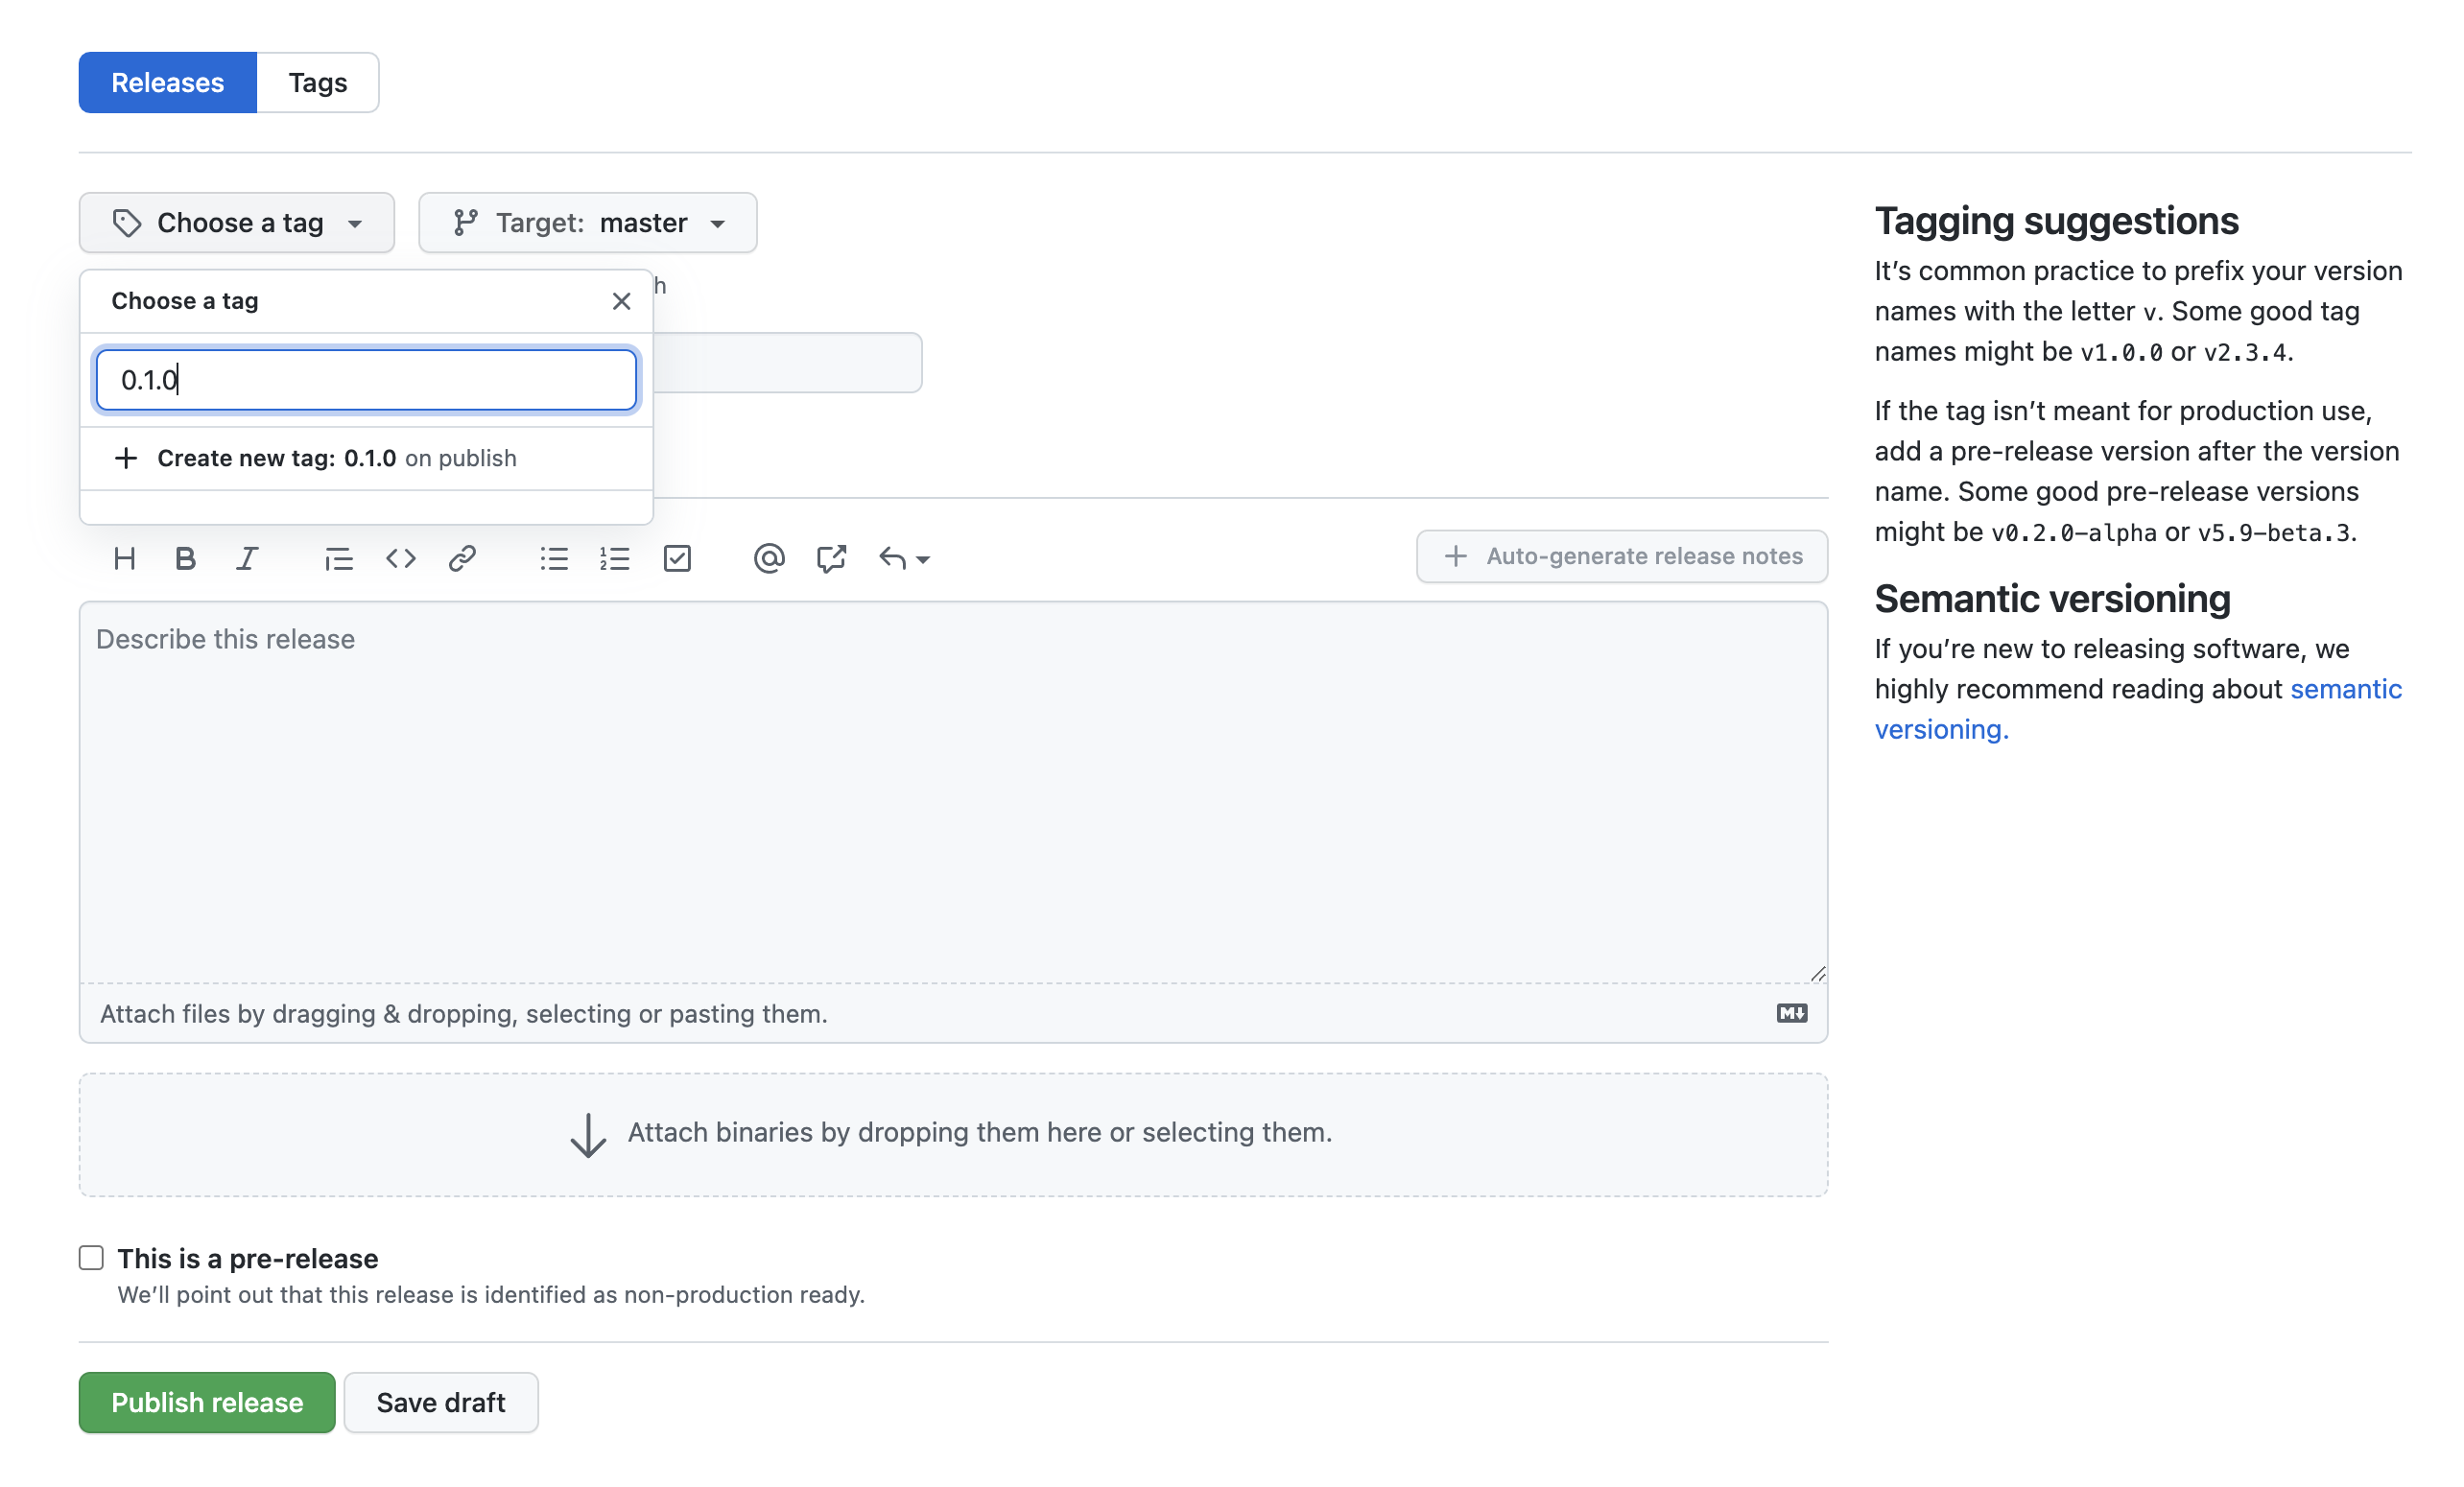 Releases Tags
Choose a tag Target: master
h
Choose a tag
0.1.0
Create new tag: 0.1.0 on publish
H B I
Auto-generate release notes
Describe this release
Attach files by dragging & dropping, selecting or pasting them.
M
Attach binaries by dropping them here or selecting them.
This is a pre-release
We’ll point out that this release is identified as non-production ready.
Publish release Save draft
Tagging suggestions
It’s common practice to prefix your version
names with the letter v. Some good tag
names might be v1.0.0 or v2.3.4.
If the tag isn’t meant for production use,
add a pre-release version after the version
name. Some good pre-release versions
might be v0.2.0-alpha or v5.9-beta.3.
Semantic versioning
If you’re new to releasing software, we
highly recommend reading about semantic
versioning.